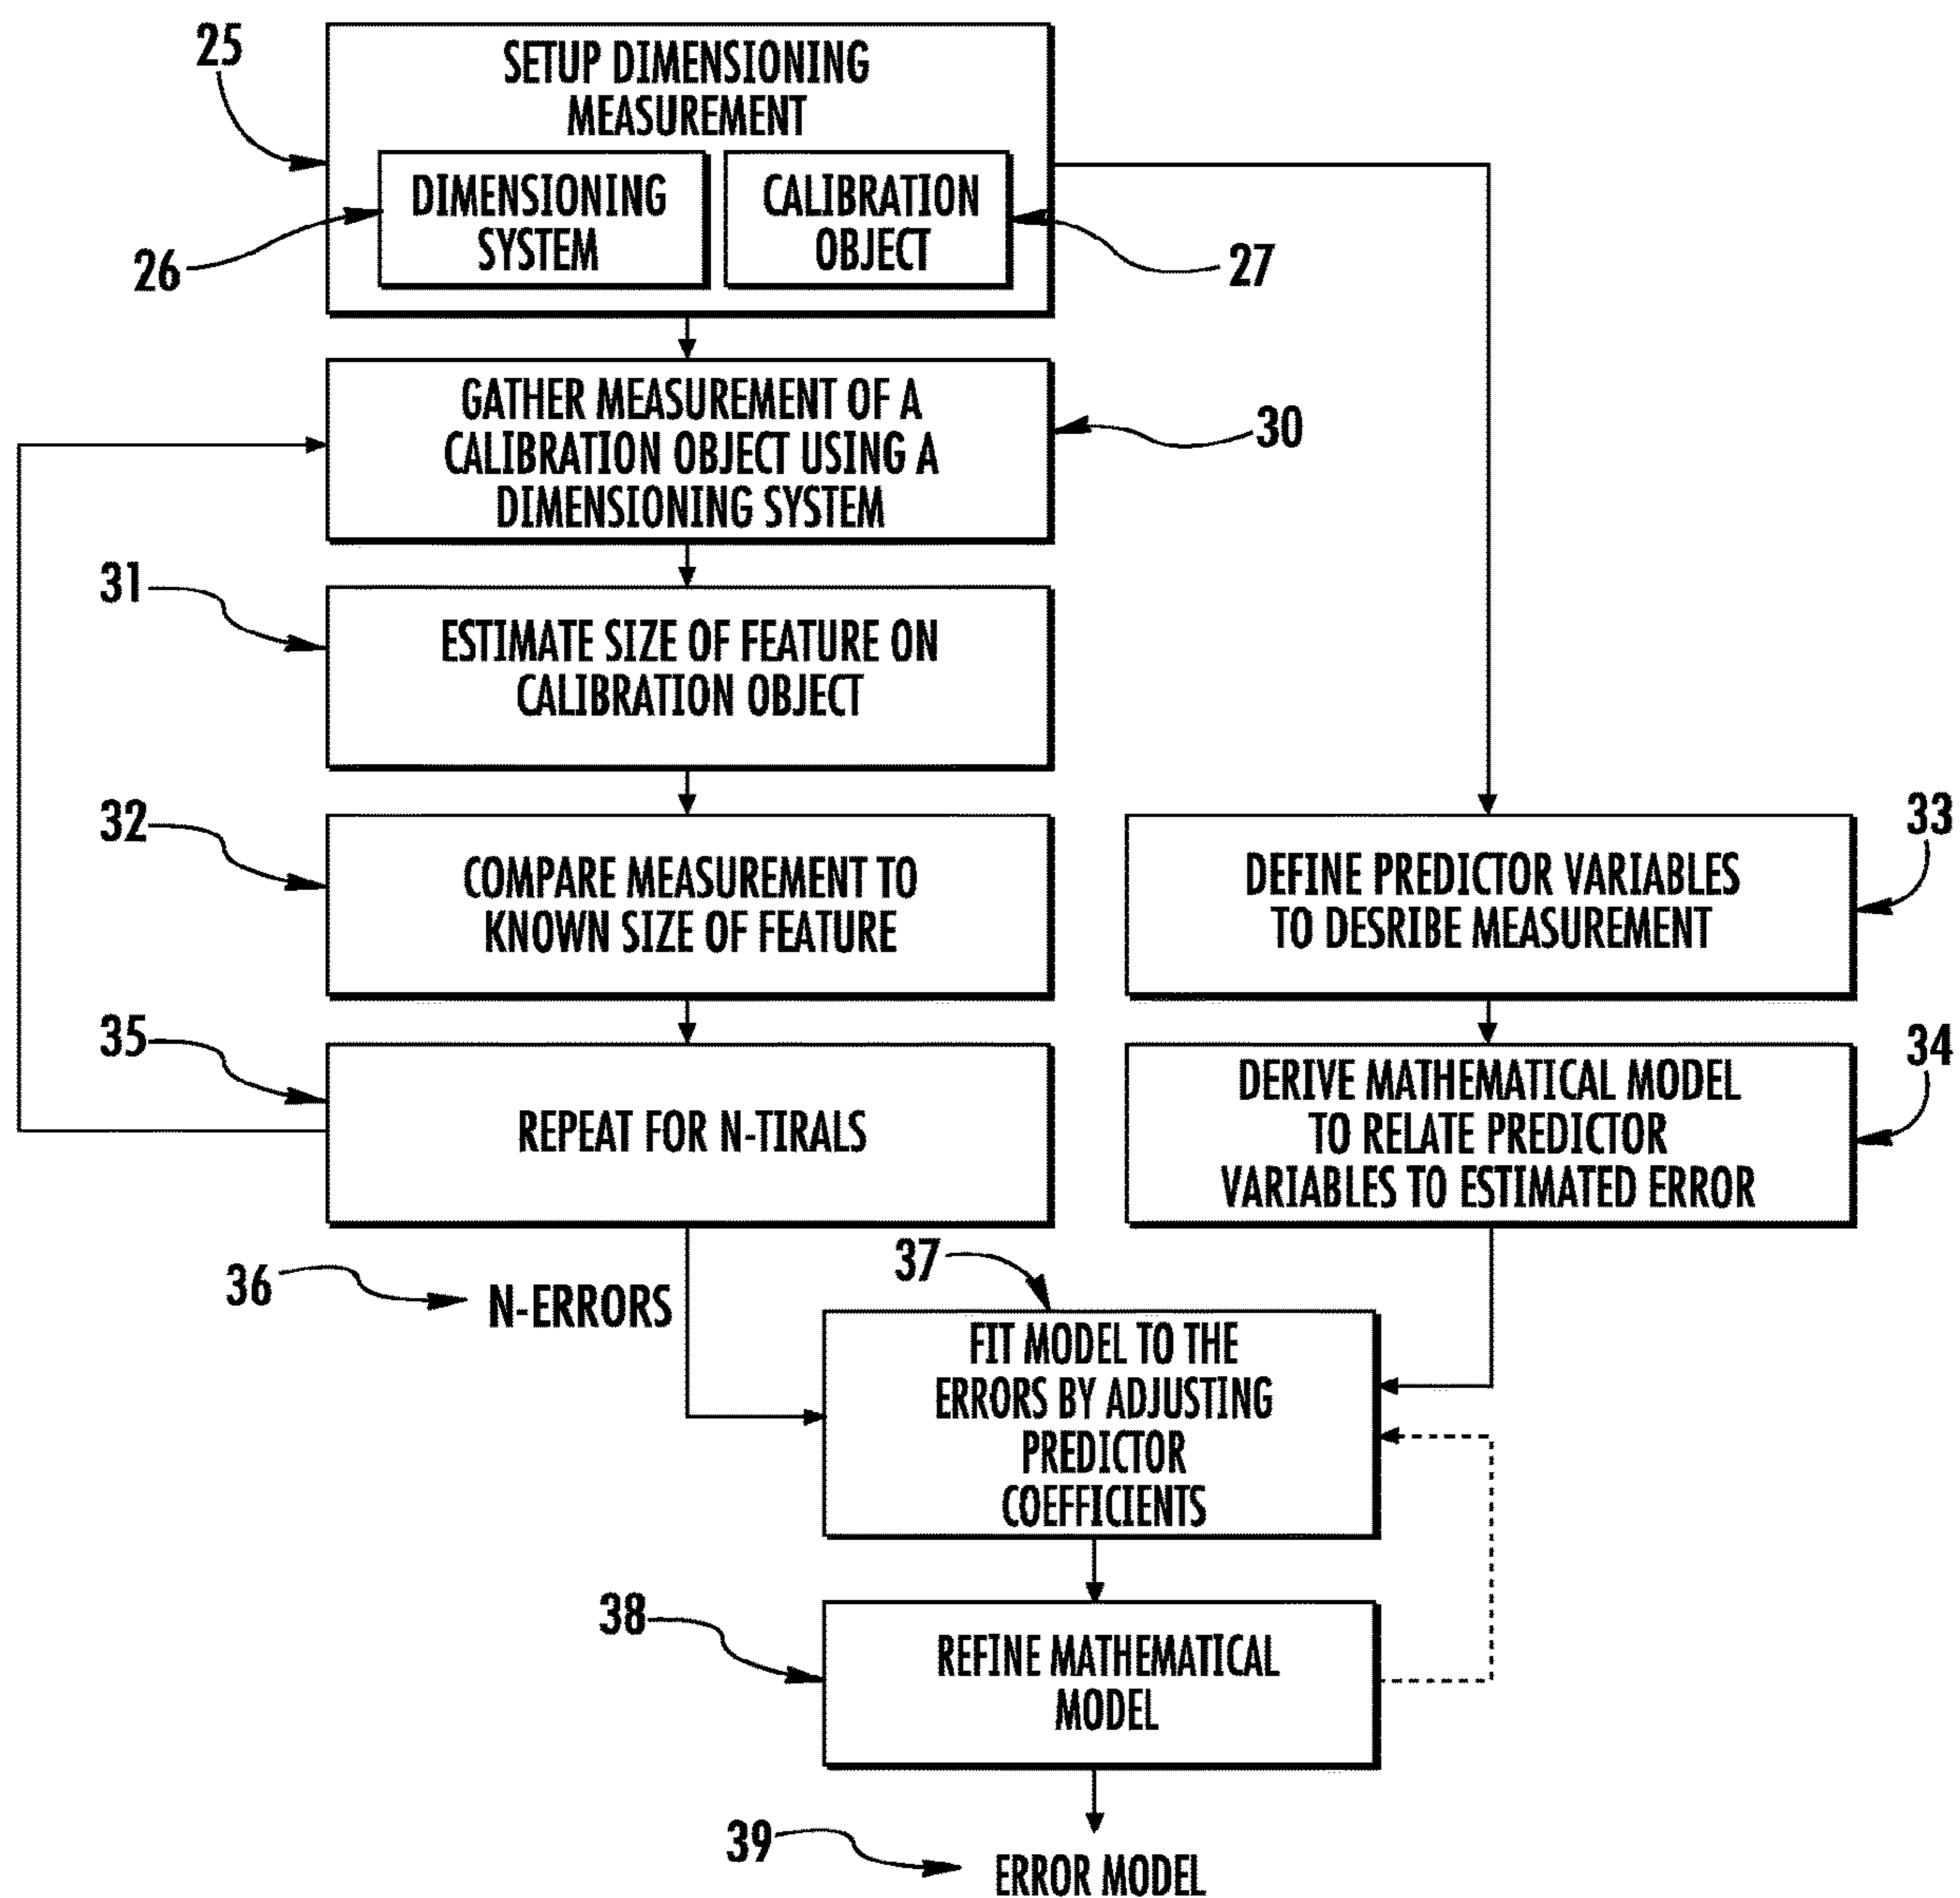 25
SETUP DIMENSIONING
MEASUREMENT
26
DIMENSIONING
SYSTEM
CALIBRATION
OBJECT
27
GATHER MEASUREMENT OF A
CALIBRATION OBJECT USING A
DIMENSIONING SYSTEM
30
31
ESTIMATE SIZE OF FEATURE ON
CALIBRATION OBJECT
32
COMPARE MEASUREMENT TO
KNOWN SIZE OF FEATURE
33
DEFINE PREDICTOR VARIABLES
TO DESRIBE MEASUREMENT
35
REPEAT FOR N-TIRALS
34
DERIVE MATHEMATICAL MODEL
TO RELATE PREDICTOR
VARIABLES TO ESTIMATED ERROR
36
N-ERRORS
37
FIT MODEL TO THE
ERRORS BY ADJUSTING
PREDICTOR
COEFFICIENTS
38
REFINE MATHEMATICAL
MODEL
39
ERROR MODEL